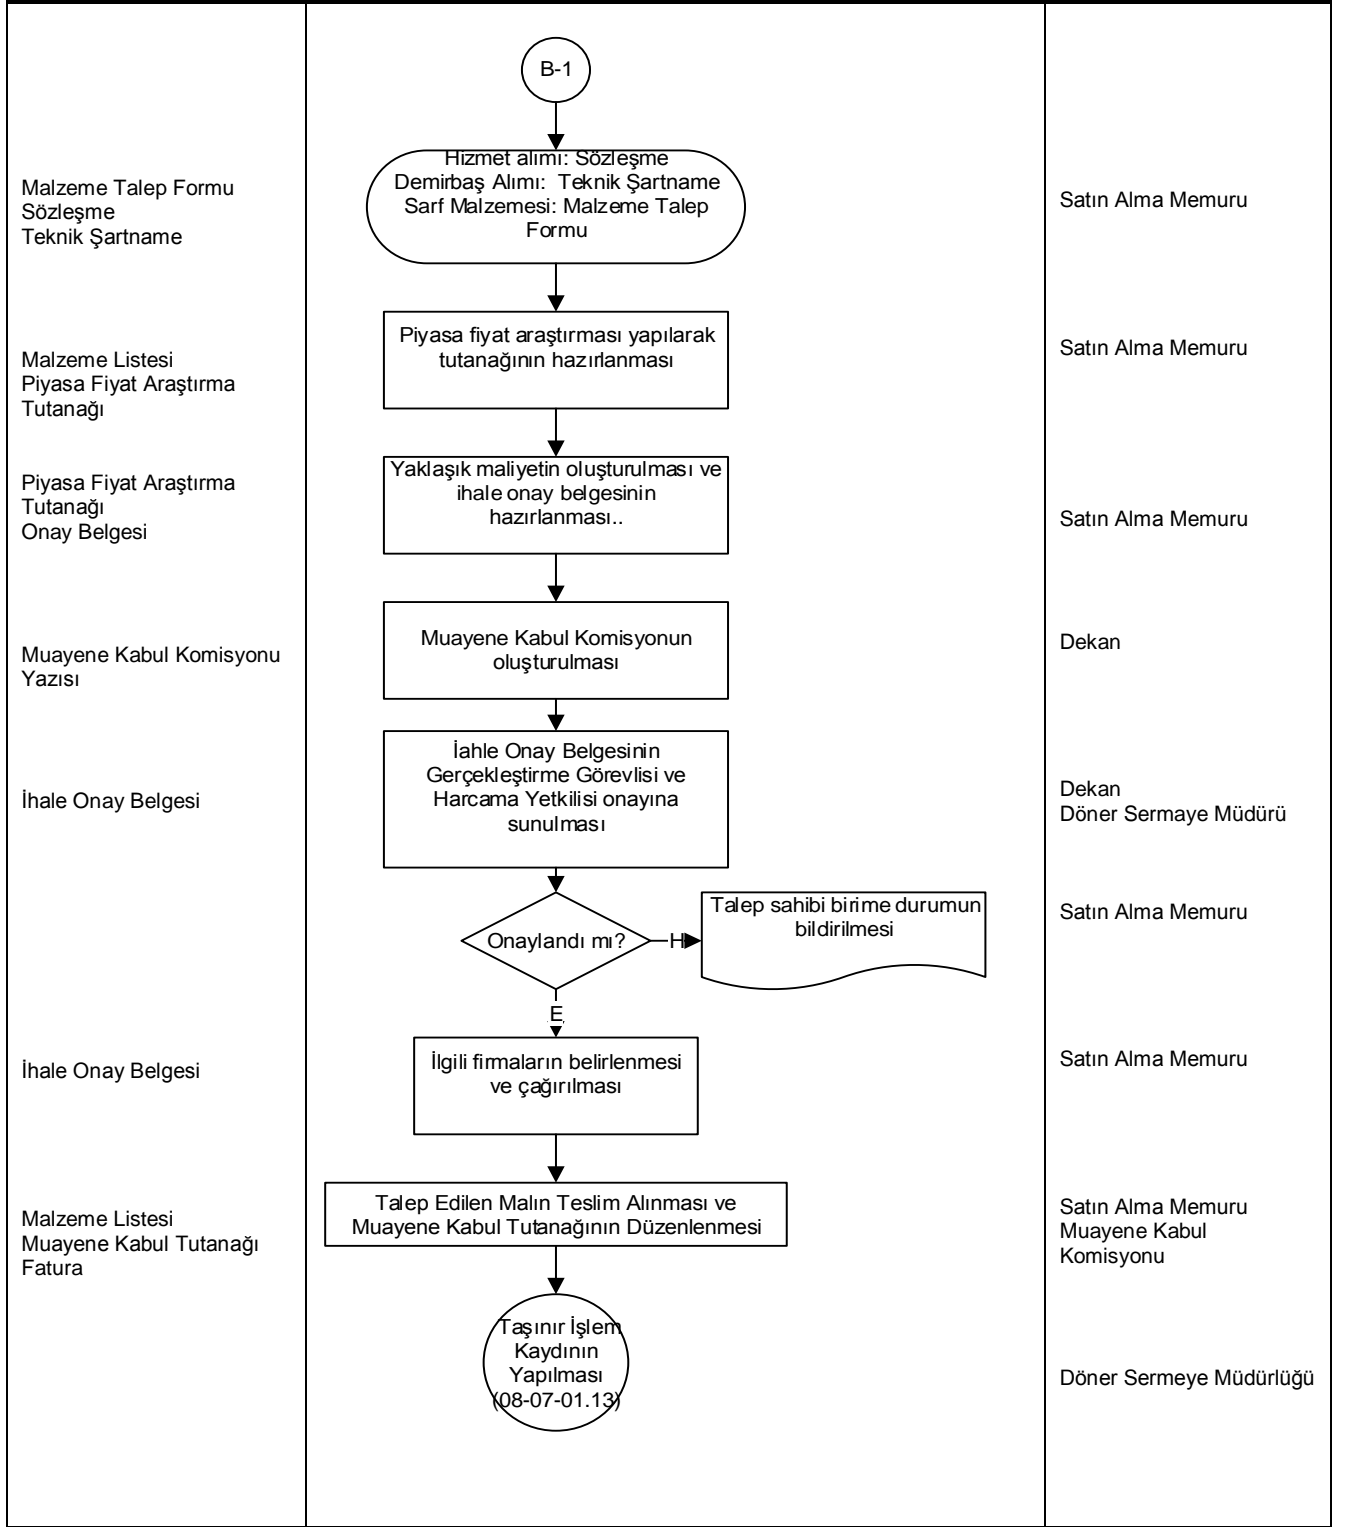 B-1
Malzeme Talep Formu
Sözleşme
Teknik Şartname
Hizmet alımı: Sözleşme
Demirbaş Alımı:  Teknik Şartname
Sarf Malzemesi: Malzeme Talep
Formu
Satın Alma Memuru
Malzeme Listesi
Piyasa Fiyat Araştırma
Tutanağı
Piyasa fiyat araştırması yapılarak
tutanağının hazırlanması
Satın Alma Memuru
Piyasa Fiyat Araştırma
Tutanağı
Onay Belgesi
Yaklaşık maliyetin oluşturulması ve
ihale onay belgesinin
hazırlanması..
Satın Alma Memuru
Muayene Kabul Komisyonu
Yazısı
Muayene Kabul Komisyonun
oluşturulması
Dekan
İhale Onay Belgesi
İahle Onay Belgesinin
Gerçekleştirme Görevlisi ve
Harcama Yetkilisi onayına
sunulması
Dekan
Döner Sermaye Müdürü
Onaylandı mı?
H
Talep sahibi birime durumun
bildirilmesi
Satın Alma Memuru
E
İhale Onay Belgesi
İlgili firmaların belirlenmesi
ve çağırılması
Satın Alma Memuru
Malzeme Listesi
Muayene Kabul Tutanağı
Fatura
Talep Edilen Malın Teslim Alınması ve
Muayene Kabul Tutanağının Düzenlenmesi
Satın Alma Memuru
Muayene Kabul
Komisyonu
Taşınır İşlem
Kaydının
Yapılması
(08-07-01.13)
Döner Sermeye Müdürlüğü